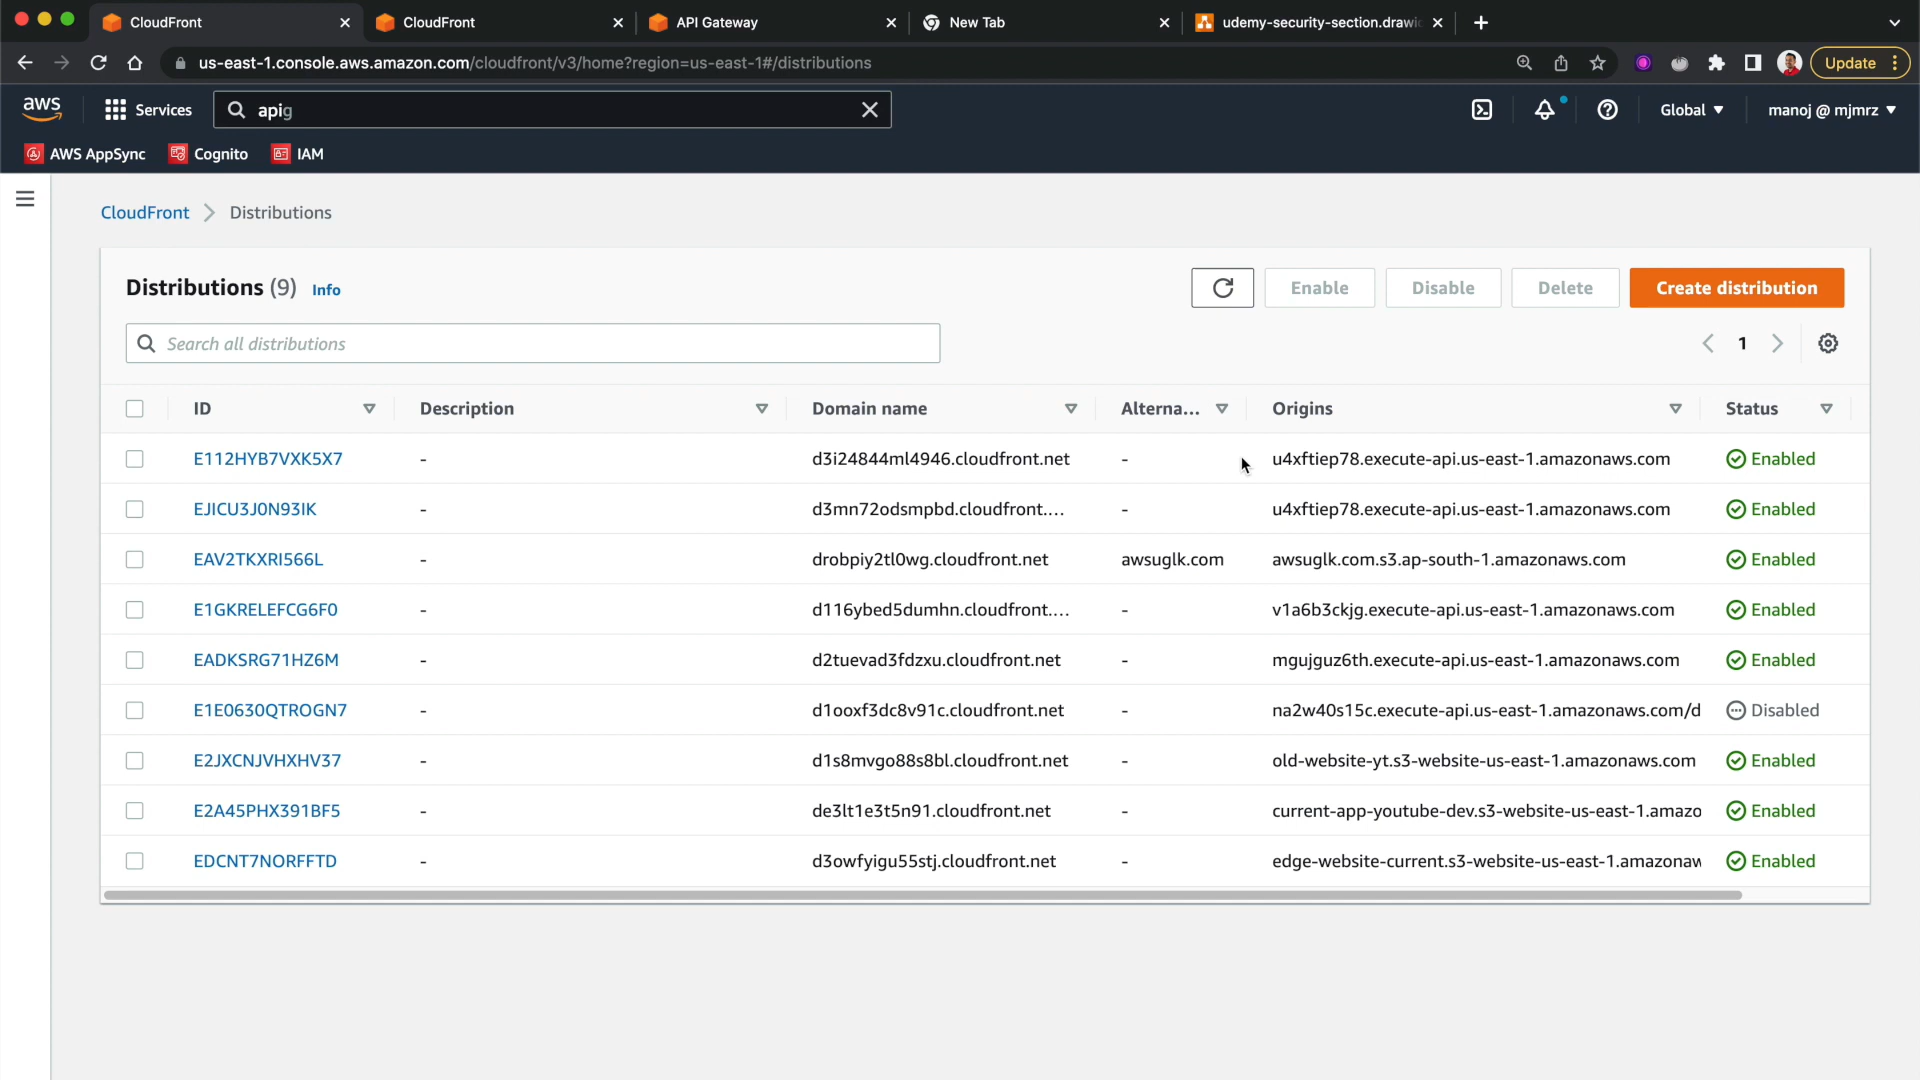 CloudFront
CloudFront
API Gateway
New Tab
udemy-security-section.drawi
us-east-1.console.aws.amazon.com/cloudfront/v3/home?region=us-east-1#/distributions
Update
aws
Services
apig
Global
manoj @ mjmrz
AWS AppSync
Cognito
IAM
CloudFront
Distributions
Distributions (9) Info
Enable
Disable
Delete
Create distribution
Search all distributions
1
ID Description Domain name Alterna... Origins Status
E112HYB7VXK5X7 - d3i24844ml4946.cloudfront.net - u4xftiep78.execute-api.us-east-1.amazonaws.com Enabled
EJICU3J0N93IK - d3mn72odsmpbd.cloudfront.... - u4xftiep78.execute-api.us-east-1.amazonaws.com Enabled
EAV2TKXRI566L - drobpiy2tl0wg.cloudfront.net awsuglk.com awsuglk.com.s3.ap-south-1.amazonaws.com Enabled
E1GKRELEFCG6F0 - d116ybed5dumhn.cloudfront.... - v1a6b3ckjg.execute-api.us-east-1.amazonaws.com Enabled
EADKSRG71HZ6M - d2tuevad3fdzxu.cloudfront.net - mgujguz6th.execute-api.us-east-1.amazonaws.com Enabled
E1E0630QTROGN7 - d1ooxf3dc8v91c.cloudfront.net - na2w40s15c.execute-api.us-east-1.amazonaws.com/d Disabled
E2JXCNJVHXHV37 - d1s8mvgo88s8bl.cloudfront.net - old-website-yt.s3-website-us-east-1.amazonaws.com Enabled
E2A45PHX391BF5 - de3lt1e3t5n91.cloudfront.net - current-app-youtube-dev.s3-website-us-east-1.amazo Enabled
EDCNT7NORFFTD - d3owfyigu55stj.cloudfront.net - edge-website-current.s3-website-us-east-1.amazonaw Enabled